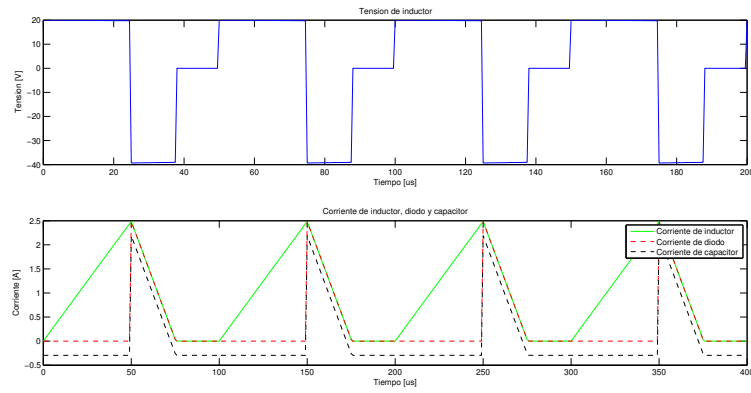 Tension de inductor
20
10
0
−10
−20
−30
−40
Tension [V]
0 20 40 60 80 100 120 140 160 180 200
Tiempo [us]
Corriente de inductor, diodo y capacitor
2.5
2
1.5
1
0.5
0
−0.5
Corriente [A]
Corriente de inductor
Corriente de diodo
Corriente de capacitor
0 50 100 150 200 250 300 350 400
Tiempo [us]